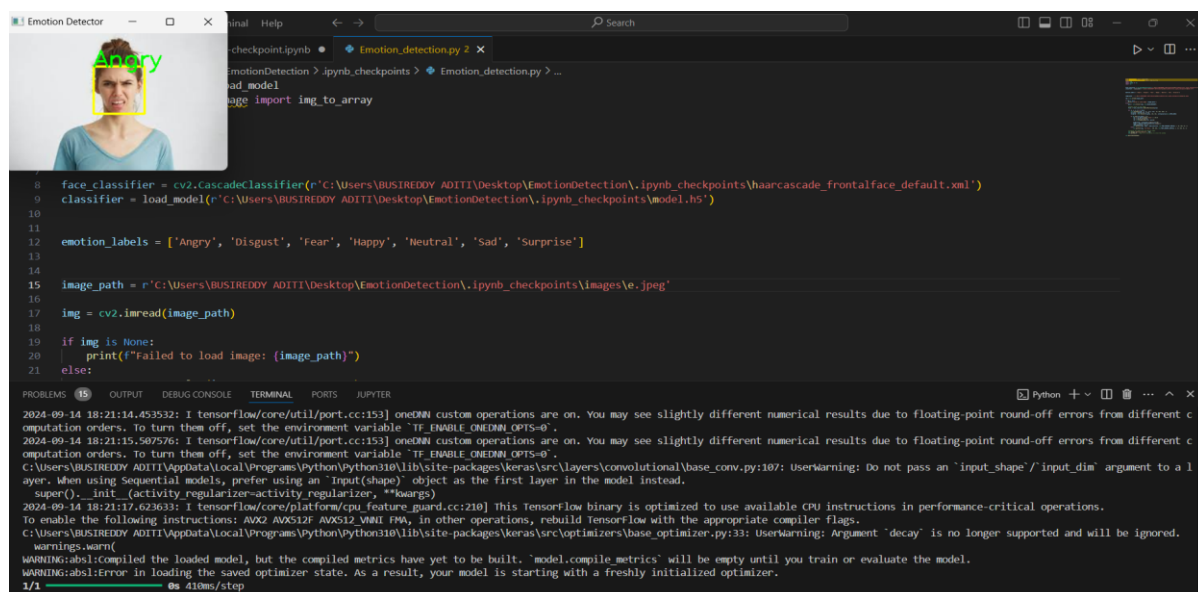 Emotion Detector
Angry
inal Help
Search
-checkpoint.ipynb
Emotion_detection.py 2
EmotionDetection > .ipynb_checkpoints > Emotion_detection.py > ...
oad_model
mage import img_to_array
8 face_classifier = cv2.CascadeClassifier(r'C:\Users\BUSIREDDY ADITI\Desktop\EmotionDetection\.ipynb_checkpoints\haarcascade_frontalface_default.xml')
9 classifier = load_model(r'C:\Users\BUSIREDDY ADITI\Desktop\EmotionDetection\.ipynb_checkpoints\model.h5')
10
11
12 emotion_labels = ['Angry', 'Disgust', 'Fear', 'Happy', 'Neutral', 'Sad', 'Surprise']
13
14
15 image_path = r'C:\Users\BUSIREDDY ADITI\Desktop\EmotionDetection\.ipynb_checkpoints\images\e.jpeg'
16
17 img = cv2.imread(image_path)
18
19 if img is None:
20 print(f"Failed to load image: {image_path}")
21 else:
PROBLEMS 15 OUTPUT DEBUG CONSOLE TERMINAL PORTS JUPYTER Python
2024-09-14 18:21:14.453532: I tensorflow/core/util/port.cc:153] oneDNN custom operations are on. You may see slightly different numerical results due to floating-point round-off errors from different c
omputation orders. To turn them off, set the environment variable `TF_ENABLE_ONEDNN_OPTS=0`.
2024-09-14 18:21:15.507576: I tensorflow/core/util/port.cc:153] oneDNN custom operations are on. You may see slightly different numerical results due to floating-point round-off errors from different c
omputation orders. To turn them off, set the environment variable `TF_ENABLE_ONEDNN_OPTS=0`.
C:\Users\BUSIREDDY ADITI\AppData\Local\Programs\Python\Python310\lib\site-packages\keras\src\layers\convolutional\base_conv.py:107: UserWarning: Do not pass an `input_shape`/`input_dim` argument to a l
ayer. When using Sequential models, prefer using an `Input(shape)` object as the first layer in the model instead.
super().__init__(activity_regularizer=activity_regularizer, **kwargs)
2024-09-14 18:21:17.623633: I tensorflow/core/platform/cpu_feature_guard.cc:210] This TensorFlow binary is optimized to use available CPU instructions in performance-critical operations.
To enable the following instructions: AVX2 AVX512F AVX512_VNNI FMA, in other operations, rebuild TensorFlow with the appropriate compiler flags.
C:\Users\BUSIREDDY ADITI\AppData\Local\Programs\Python\Python310\lib\site-packages\keras\src\optimizers\base_optimizer.py:33: UserWarning: Argument `decay` is no longer supported and will be ignored.
warnings.warn(
WARNING:absl:Compiled the loaded model, but the compiled metrics have yet to be built. `model.compile_metrics` will be empty until you train or evaluate the model.
WARNING:absl:Error in loading the saved optimizer state. As a result, your model is starting with a freshly initialized optimizer.
1/1 0s 410ms/step